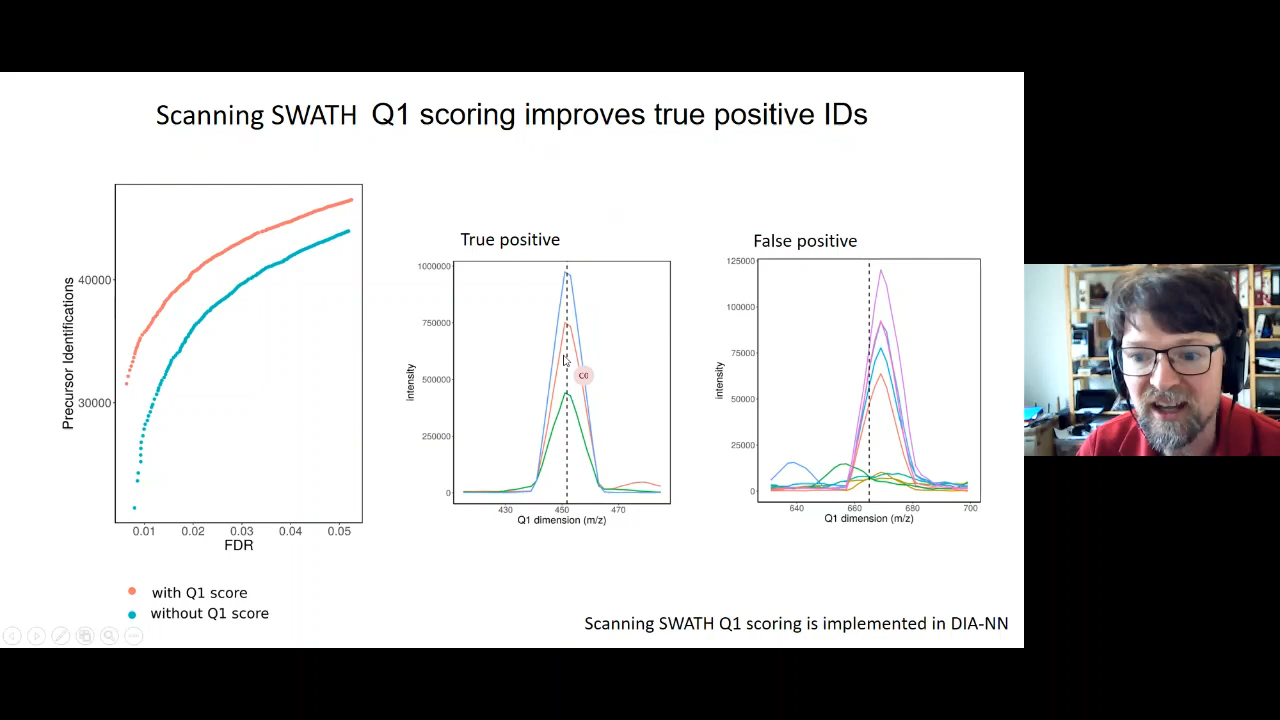 Scanning SWATH Q1 scoring improves true positive IDs
True positive
False positive
Precursor Identifications
40000
30000
0.01 0.02 0.03 0.04 0.05
FDR
with Q1 score
without Q1 score
intensity
1000000
750000
500000
250000
0
430 450 470
Q1 dimension (m/z)
intensity
125000
100000
75000
50000
25000
0
640 660 680 700
Q1 dimension (m/z)
Scanning SWATH Q1 scoring is implemented in DIA-NN